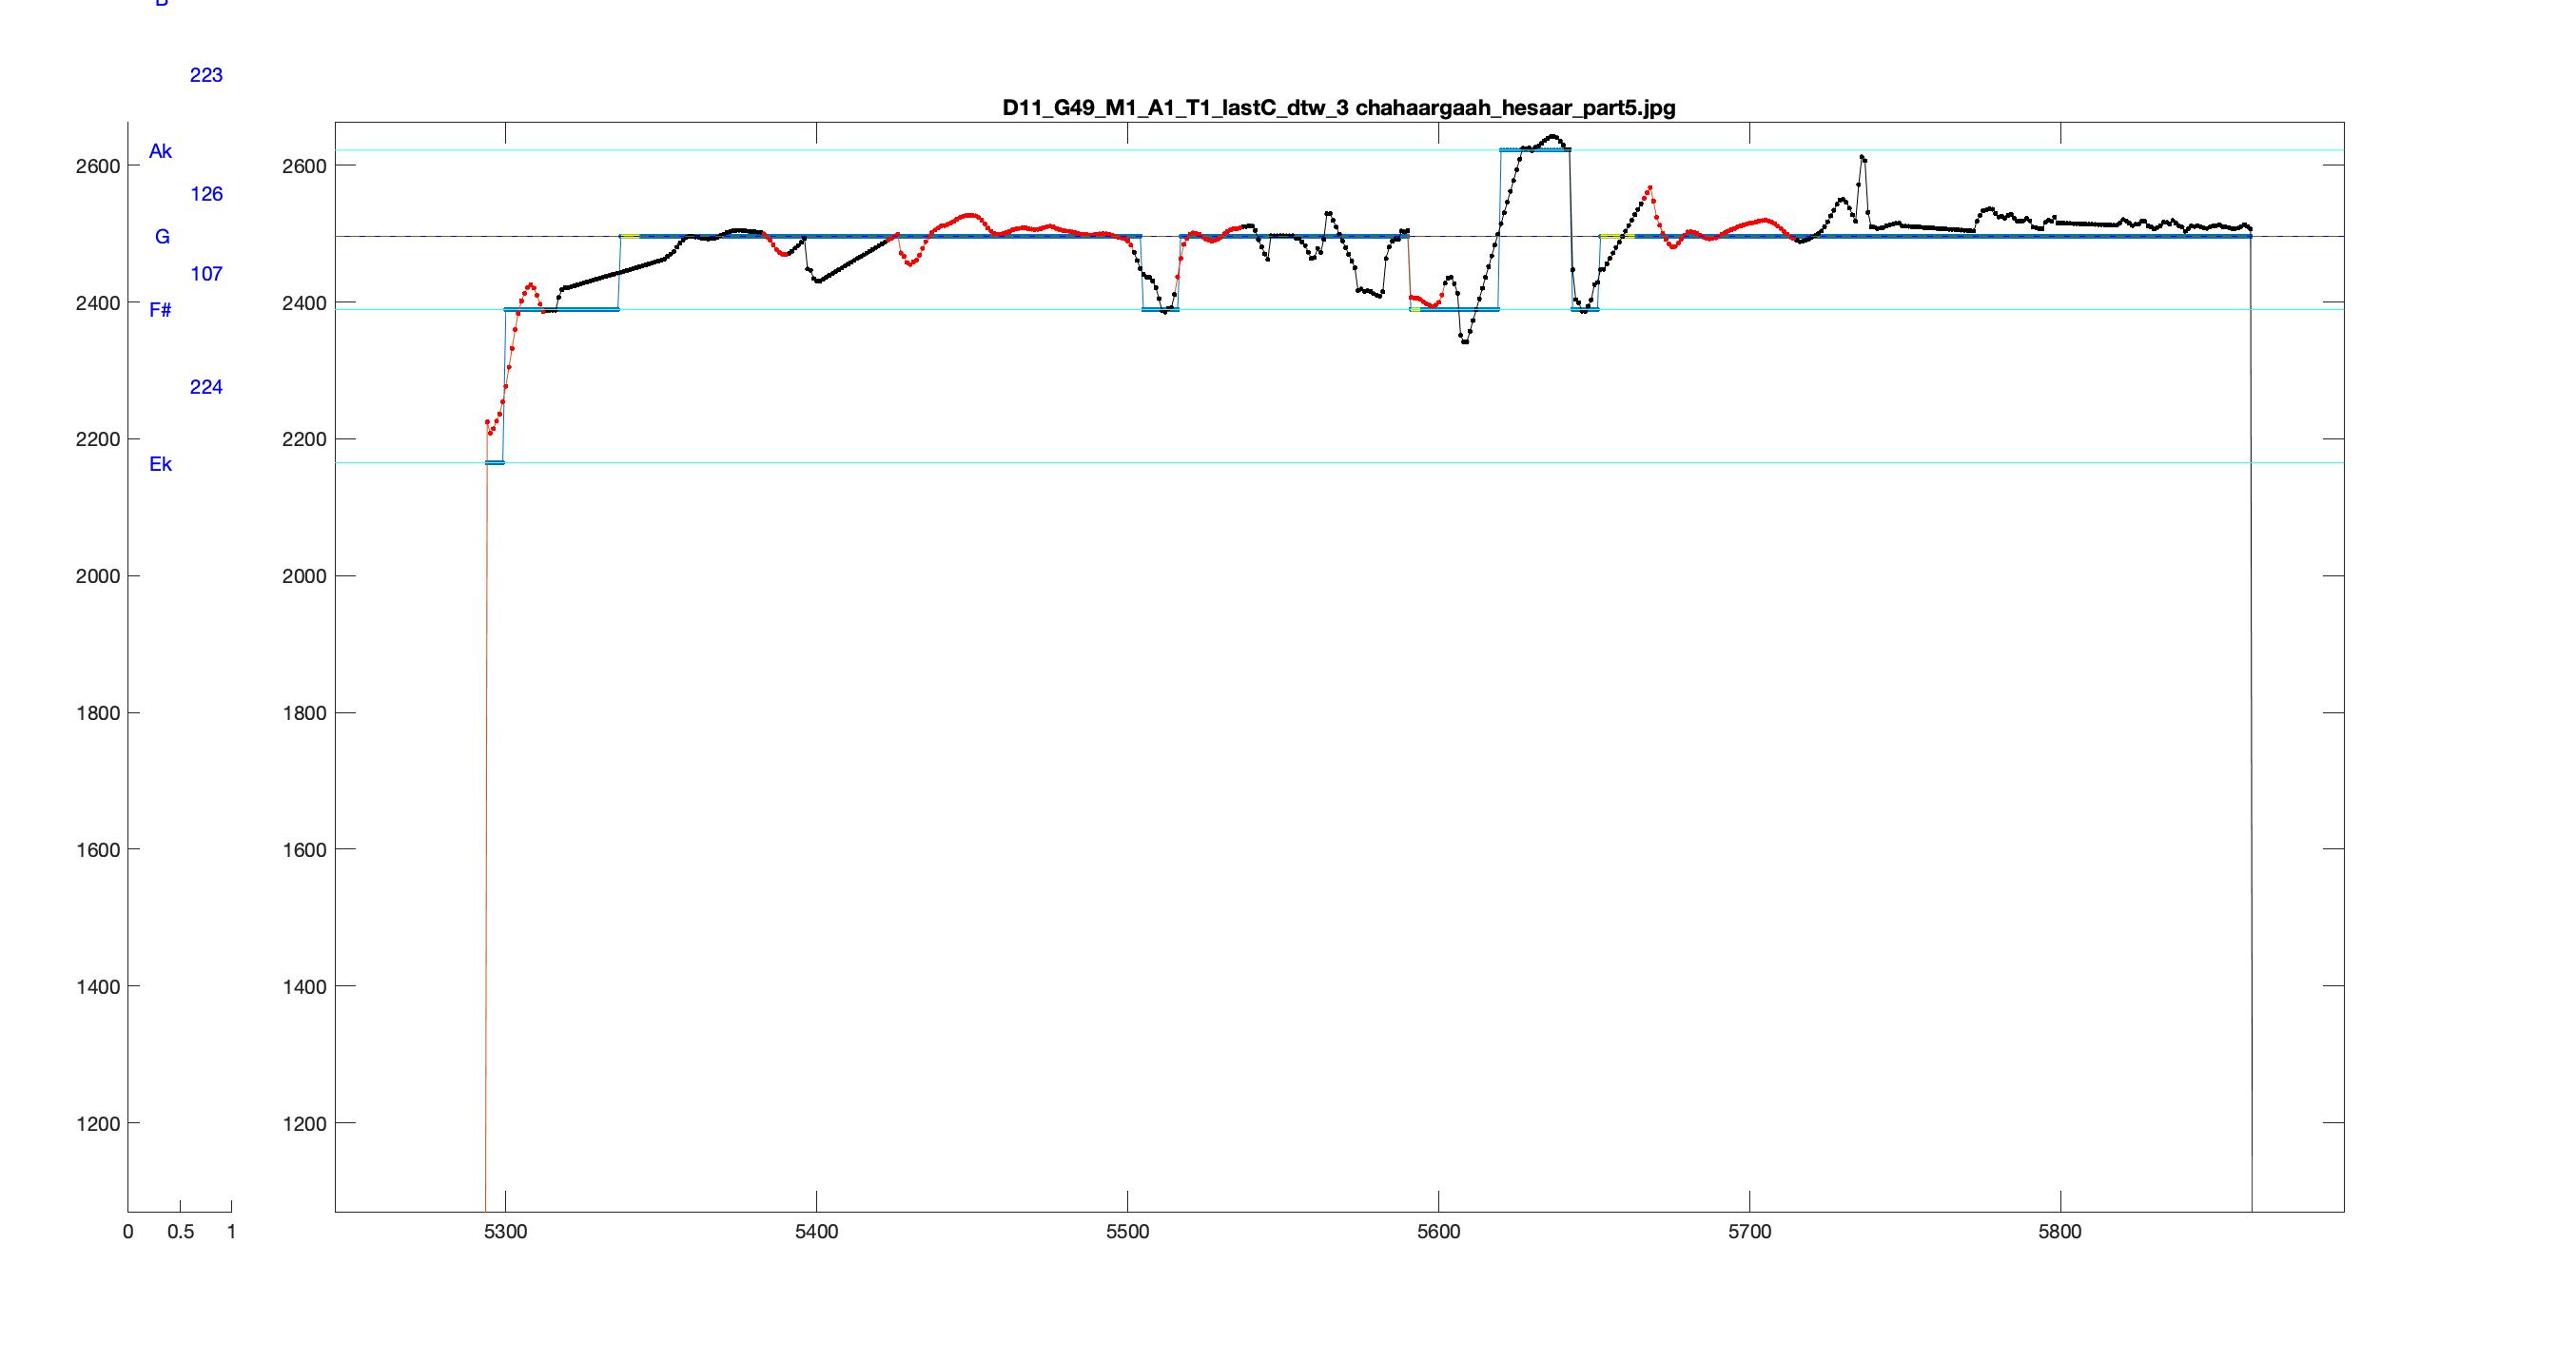 B
223
D11_G49_M1_A1_T1_lastC_dtw_3 chahaargaah_hesaar_part5.jpg
2600 Ak 2600
126
G
107
2400 F# 2400
224
2200 2200
Ek
2000 2000
1800 1800
1600 1600
1400 1400
1200 1200
0 0.5 1 5300 5400 5500 5600 5700 5800